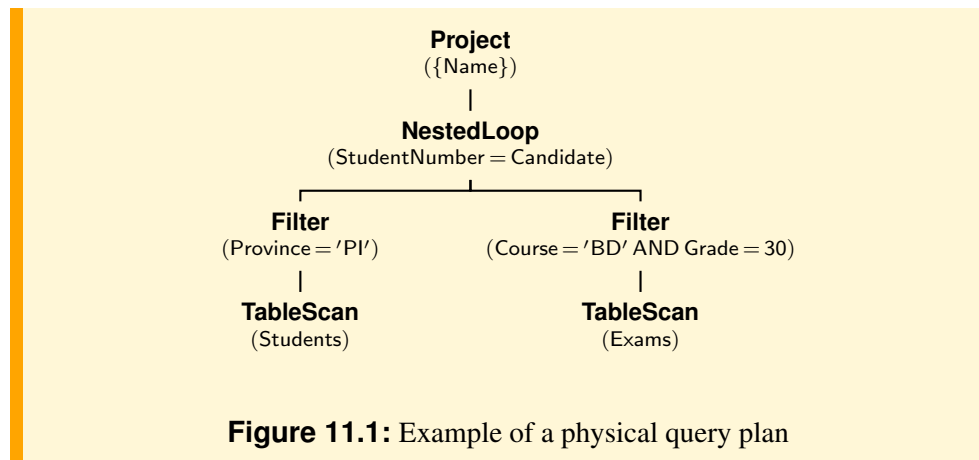 Project
({Name})
NestedLoop
(StudentNumber = Candidate)
Filter Filter
(Province = ′PI′) (Course = ′BD′ AND Grade = 30)
TableScan TableScan
(Students) (Exams)
Figure 11.1: Example of a physical query plan